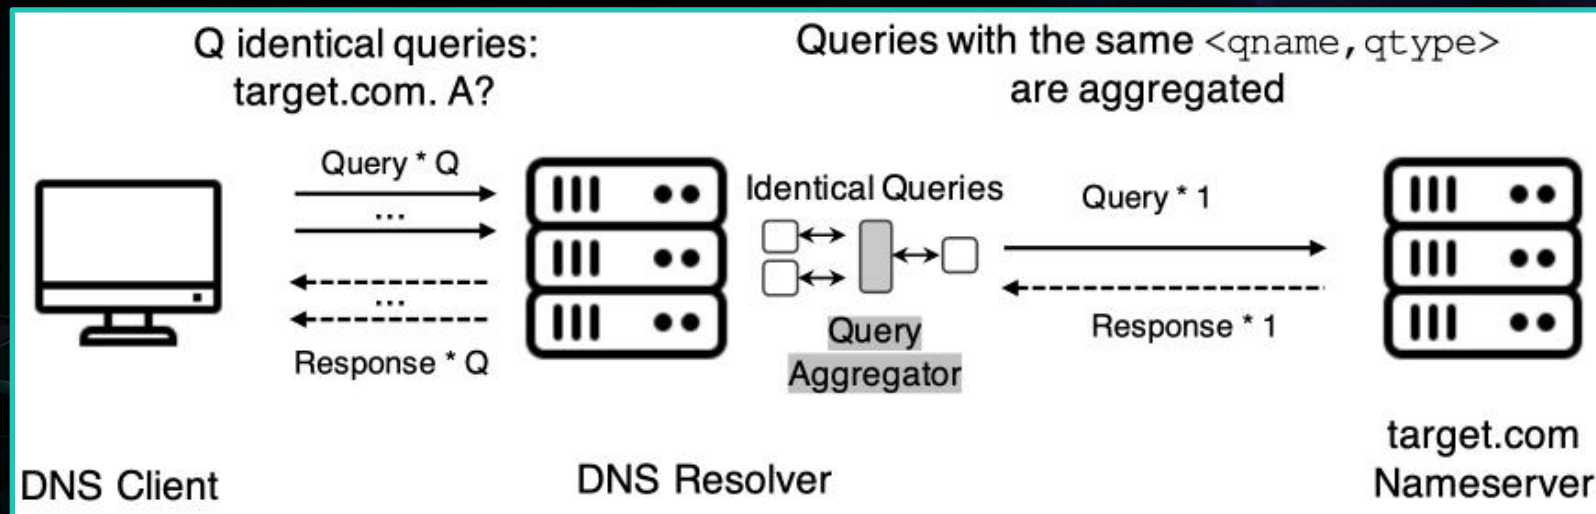 Q identical queries:
target.com. A?
Queries with the same <qname,qtype>
are aggregated
Query * Q
...
...
Response * Q
Identical Queries
Query
Aggregator
Query * 1
Response * 1
DNS Client
DNS Resolver
target.com
Nameserver